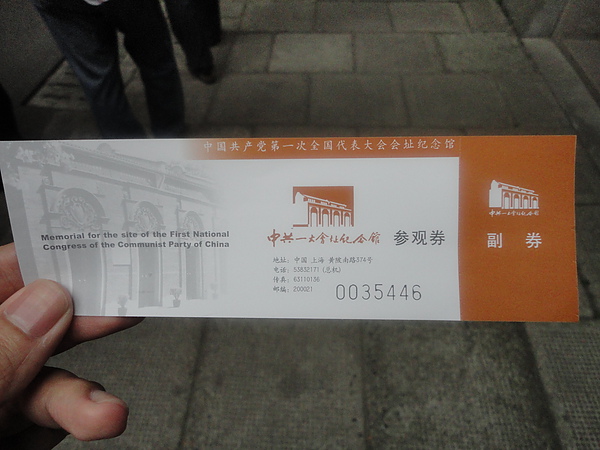 中国共产党第一次全国代表大会会址纪念馆
Memorial for the site of the First National
Congress of the Communist Party of China
中共一大会址纪念馆 参观券
地址：中国 上海 黄陂南路374号
电话：53832171 (总机)
传真：63110136
邮编：200021
0035446
中共一大会址纪念馆
副 券